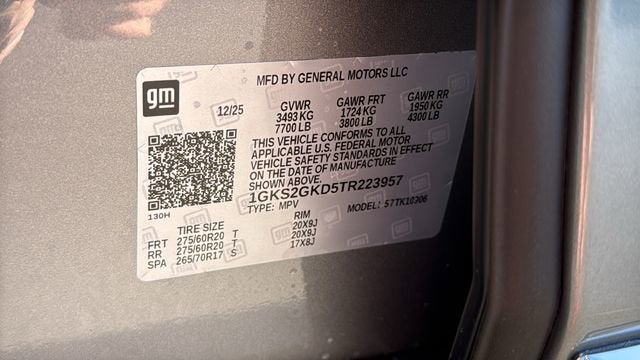 MFD BY GENERAL MOTORS LLC
gm
12/25
GVWR GAWR FRT GAWR RR
3493 KG 1724 KG 1950 KG
7700 LB 3800 LB 4300 LB
THIS VEHICLE CONFORMS TO ALL
APPLICABLE U.S. FEDERAL MOTOR
VEHICLE SAFETY STANDARDS IN EFFECT
ON THE DATE OF MANUFACTURE
SHOWN ABOVE.
1GKS2GKD5TR223957
TYPE: MPV MODEL: 57TK10306
130H
TIRE SIZE RIM
FRT 275/60R20 T 20X9J
RR 275/60R20 T 20X9J
SPA 265/70R17 S 17X8J